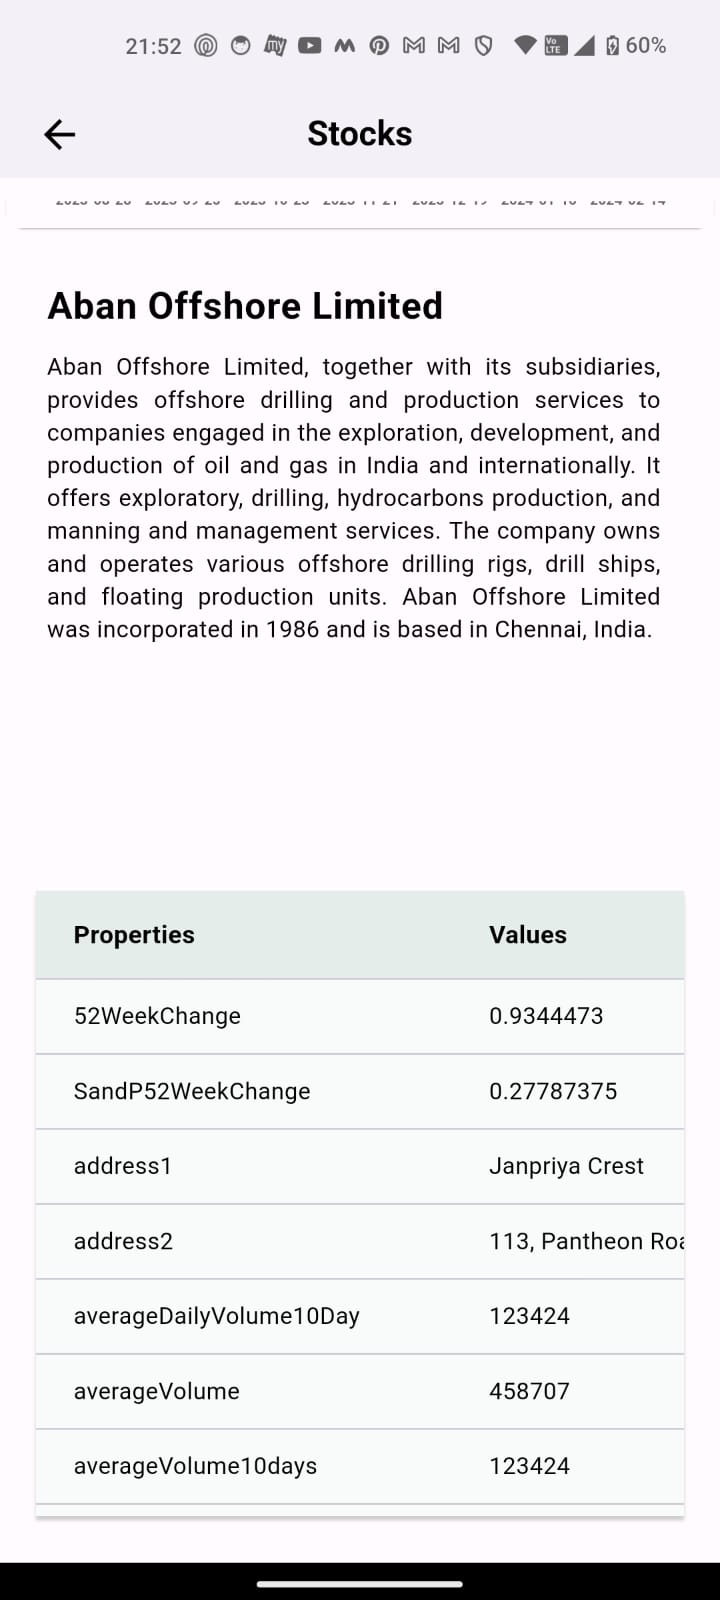 21:52 60%
Stocks
Aban Offshore Limited
Aban Offshore Limited, together with its subsidiaries,
provides offshore drilling and production services to
companies engaged in the exploration, development, and
production of oil and gas in India and internationally. It
offers exploratory, drilling, hydrocarbons production, and
manning and management services. The company owns
and operates various offshore drilling rigs, drill ships,
and floating production units. Aban Offshore Limited
was incorporated in 1986 and is based in Chennai, India.
Properties Values
52WeekChange 0.9344473
SandP52WeekChange 0.27787375
address1 Janpriya Crest
address2 113, Pantheon
averageDailyVolume10Day 123424
averageVolume 458707
averageVolume10days 123424